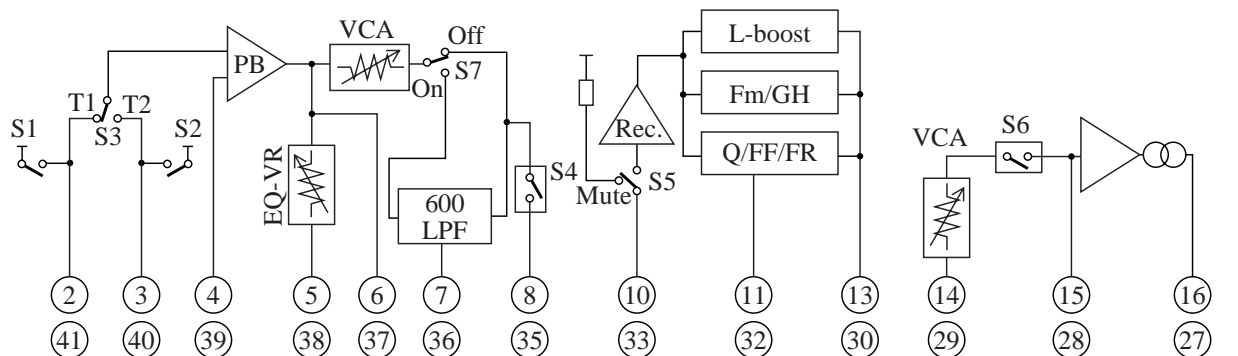 VCA
Off
S7
On
PB
T1
T2
S3
S1
S2
EQ-VR
600
LPF
S4
Rec.
Mute
S5
L-boost
Fm/GH
Q/FF/FR
VCA
S6
2 3 4 5 6 7 8 10 11 13 14 15 16
41 40 39 38 37 36 35 33 32 30 29 28 27